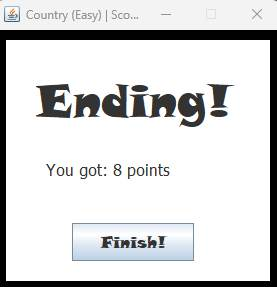 Country (Easy) | Sco...
Ending!
You got: 8 points
Finish!